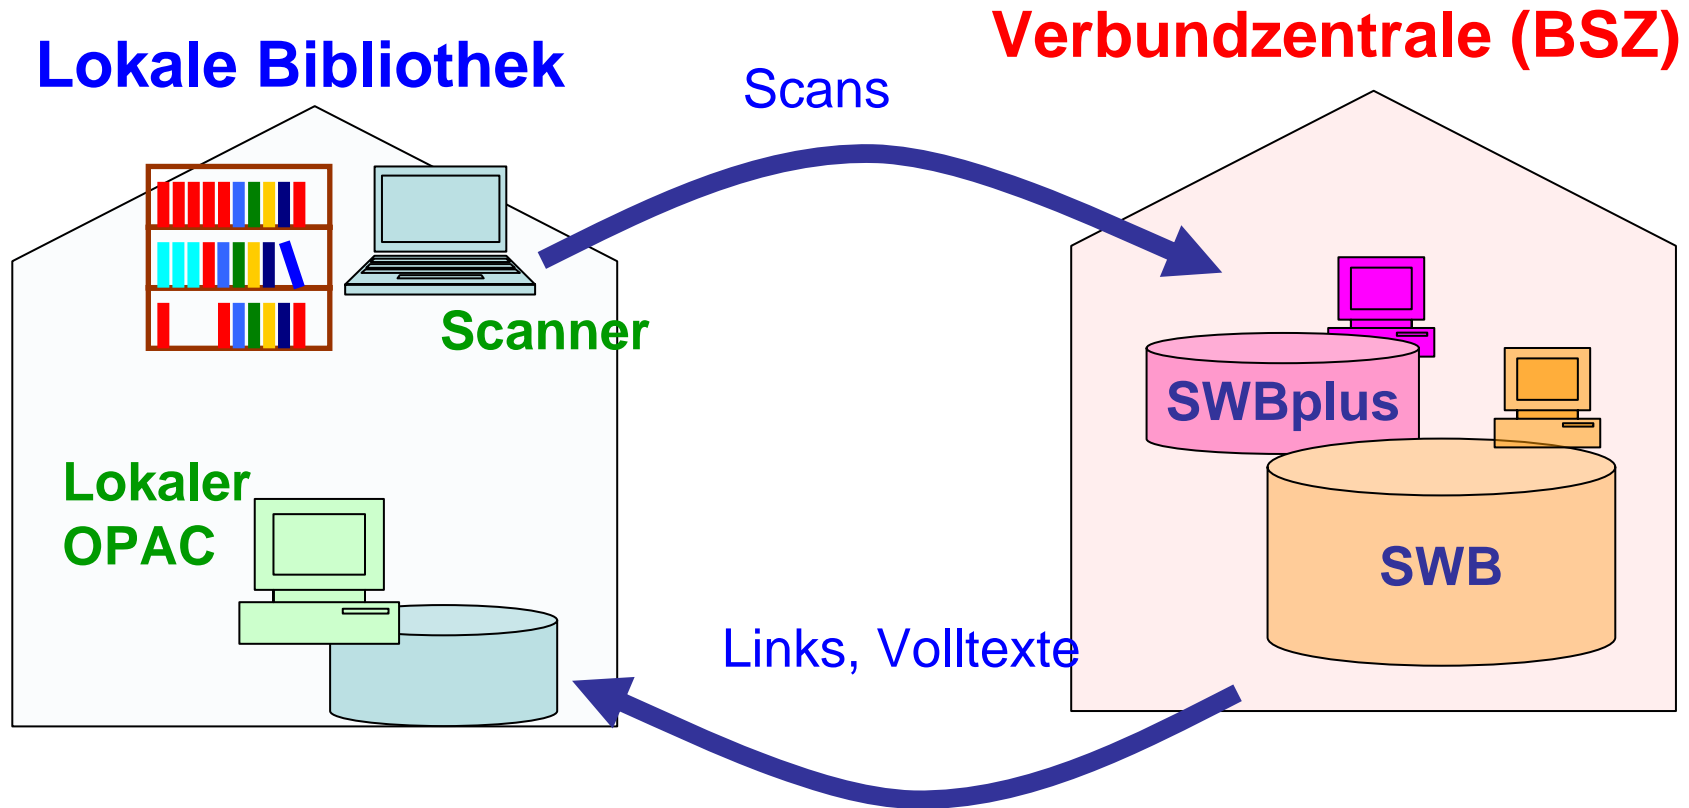 Lokale Bibliothek
Verbundzentrale (BSZ)
Scans
Scanner
SWBplus
Lokaler
OPAC
SWB
Links, Volltexte